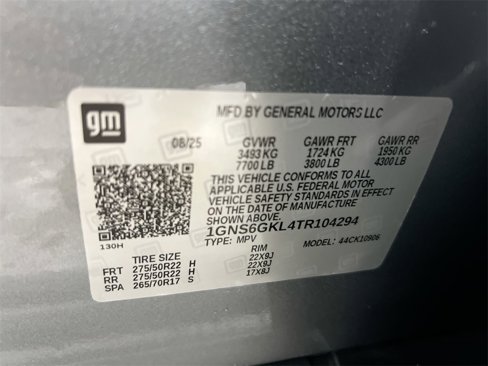 gm
MFD BY GENERAL MOTORS LLC
08/25 GVWR GAWR FRT GAWR RR
3493 KG 1724 KG 1950 KG
7700 LB 3800 LB 4300 LB
THIS VEHICLE CONFORMS TO ALL
APPLICABLE U.S. FEDERAL MOTOR
VEHICLE SAFETY STANDARDS IN EFFECT
ON THE DATE OF MANUFACTURE
SHOWN ABOVE.
1GNS6GKL4TR104294
TYPE: MPV MODEL: 44CK10906
130H
TIRE SIZE RIM
FRT 275/50R22 H 22X9J
RR 275/50R22 H 22X9J
SPA 265/70R17 S 17X8J